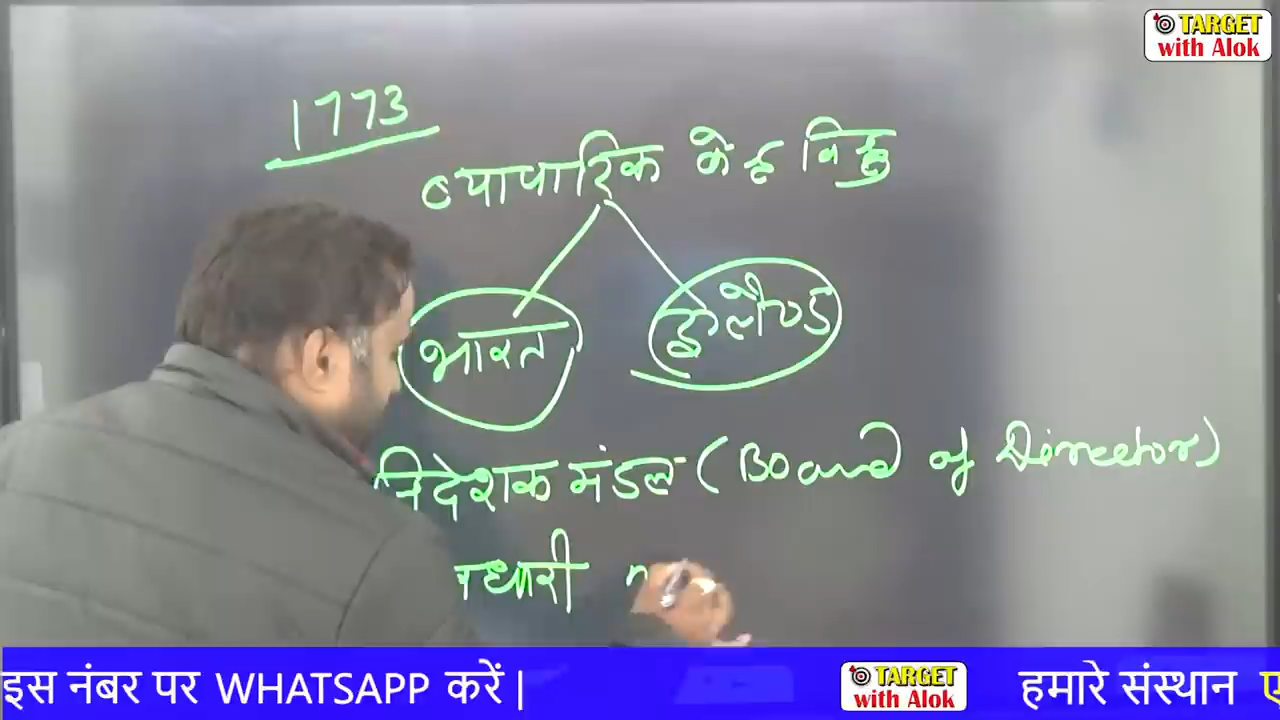 TARGET
with Alok
1773
व्यापारिक केन्द्र बिन्दु
भारत
इंग्लैण्ड
निदेशक मंडल (Board of Director)
धारी
इस नंबर पर WHATSAPP करें |
TARGET
with Alok
हमारे संस्थान